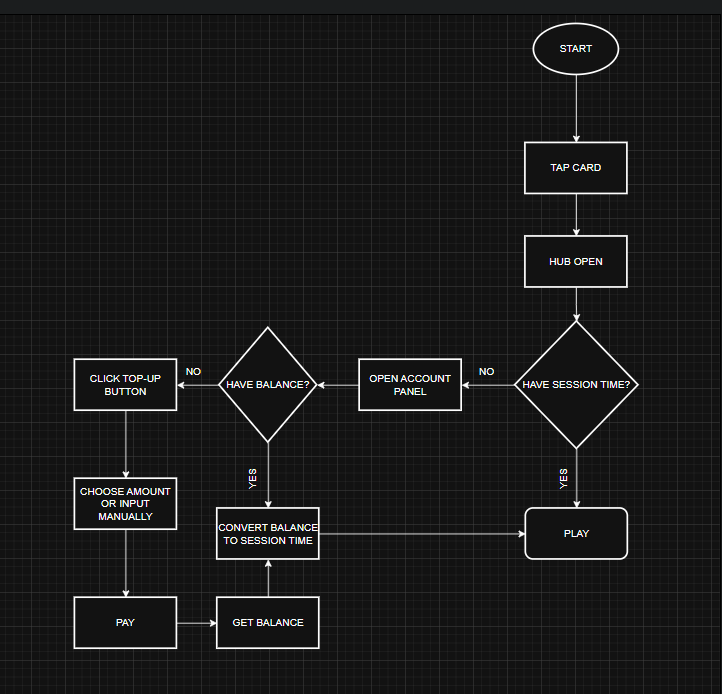 START
TAP CARD
HUB OPEN
HAVE SESSION TIME?
NO
OPEN ACCOUNT
PANEL
HAVE BALANCE?
NO
CLICK TOP-UP
BUTTON
YES
YES
CHOOSE AMOUNT
OR INPUT
MANUALLY
CONVERT BALANCE
TO SESSION TIME
PLAY
PAY
GET BALANCE